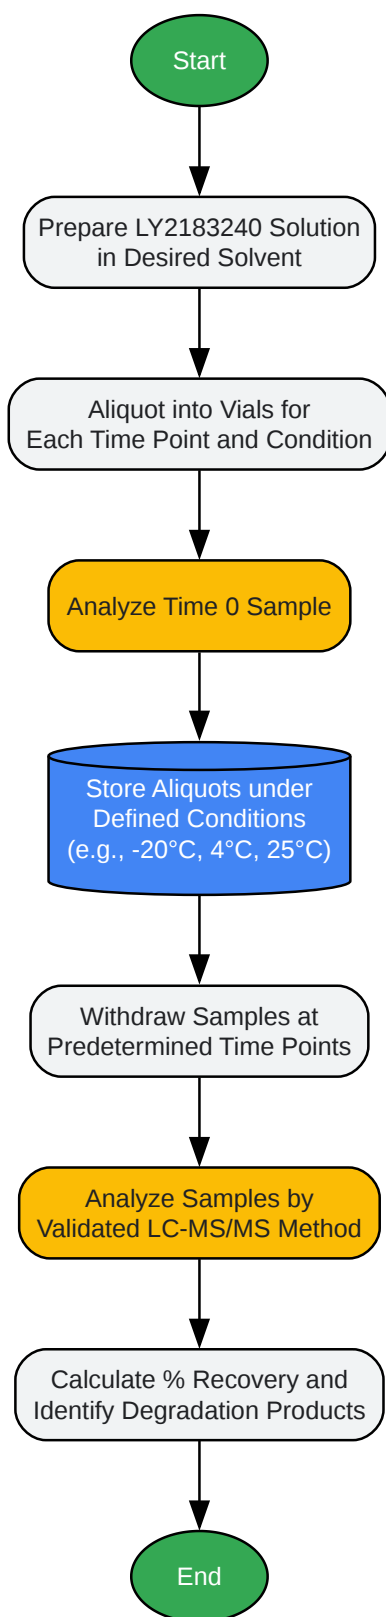 Start
Prepare LY2183240 Solution
in Desired Solvent
Aliquot into Vials for
Each Time Point and Condition
Analyze Time 0 Sample
Store Aliquots under
Defined Conditions
(e.g., -20°C, 4°C, 25°C)
Withdraw Samples at
Predetermined Time Points
Analyze Samples by
Validated LC-MS/MS Method
Calculate % Recovery and
Identify Degradation Products
End